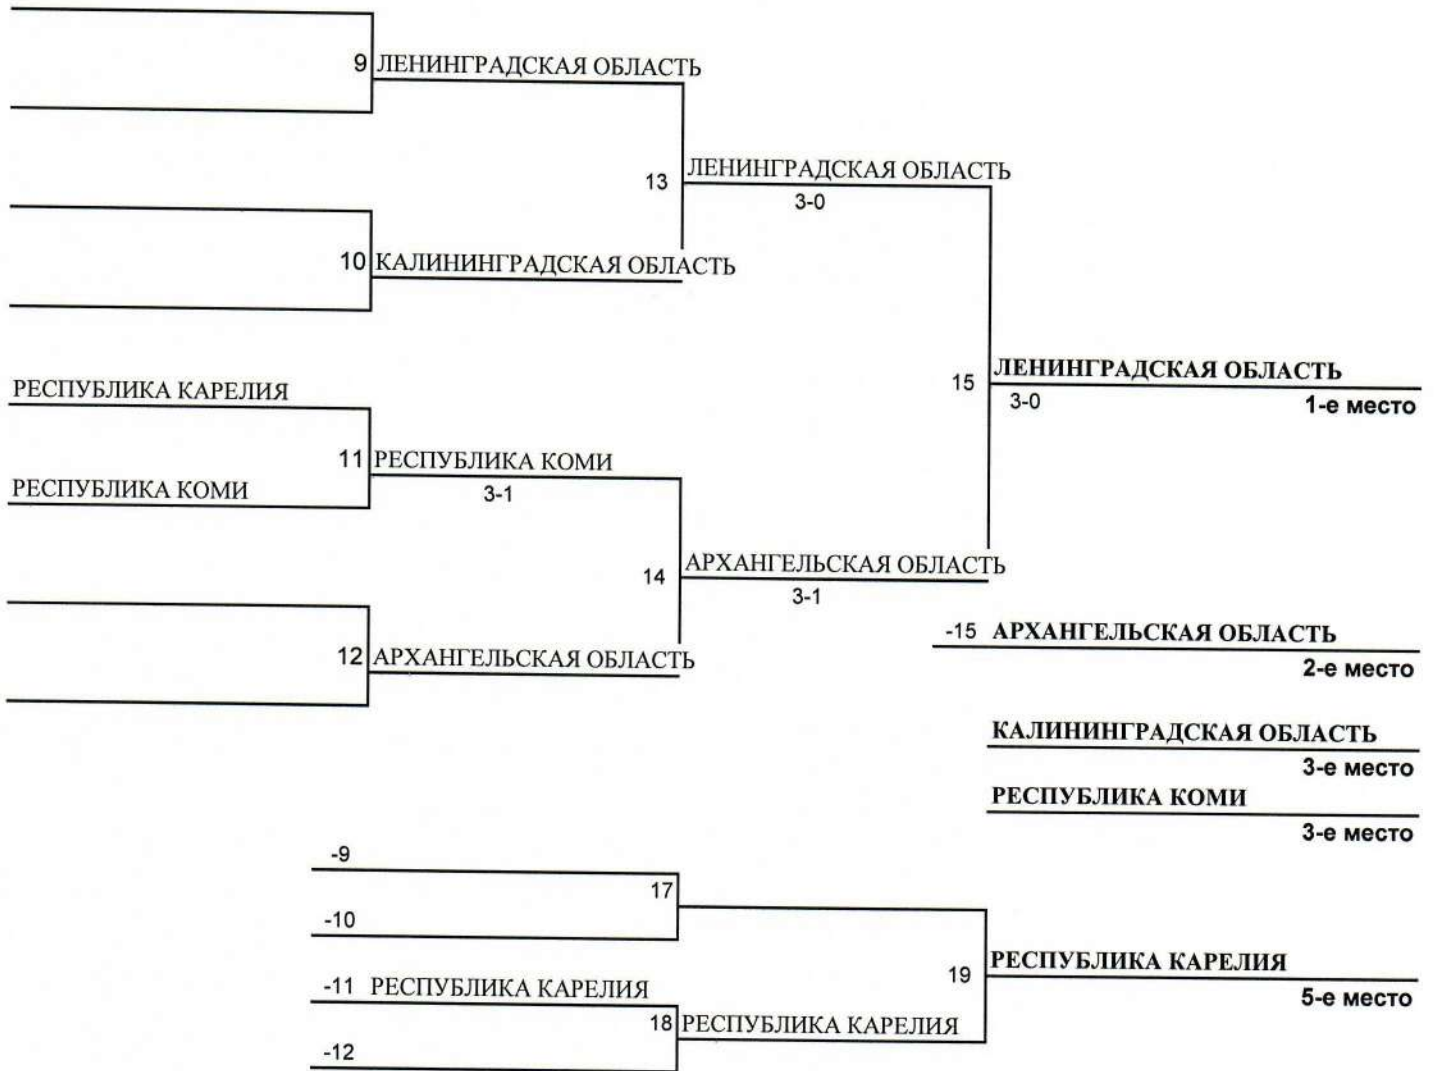 9 ЛЕНИНГРАДСКАЯ ОБЛАСТЬ
13 ЛЕНИНГРАДСКАЯ ОБЛАСТЬ
3-0
10 КАЛИНИНГРАДСКАЯ ОБЛАСТЬ
15 ЛЕНИНГРАДСКАЯ ОБЛАСТЬ
3-0 1-е место
РЕСПУБЛИКА КАРЕЛИЯ
11 РЕСПУБЛИКА КОМИ
3-1
РЕСПУБЛИКА КОМИ
14 АРХАНГЕЛЬСКАЯ ОБЛАСТЬ
3-1
-15 АРХАНГЕЛЬСКАЯ ОБЛАСТЬ
2-е место
12 АРХАНГЕЛЬСКАЯ ОБЛАСТЬ
КАЛИНИНГРАДСКАЯ ОБЛАСТЬ
3-е место
РЕСПУБЛИКА КОМИ
3-е место
-9
17
-10
19 РЕСПУБЛИКА КАРЕЛИЯ
5-е место
-11 РЕСПУБЛИКА КАРЕЛИЯ
18 РЕСПУБЛИКА КАРЕЛИЯ
-12